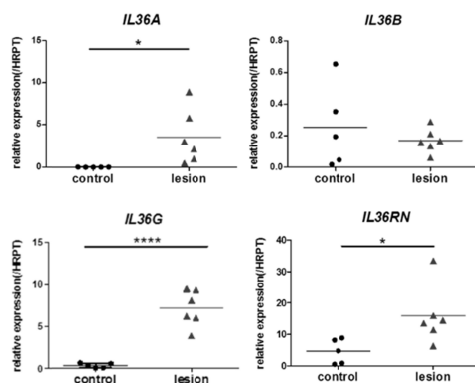 IL36A
relative expression(/HRPT)
15
10
5
0
*
control
lesion
IL36B
relative expression(/HRPT)
0.8
0.6
0.4
0.2
0.0
control
lesion
IL36G
relative expression(/HRPT)
15
10
5
0
****
control
lesion
IL36RN
relative expression(/HRPT)
40
30
20
10
0
*
control
lesion